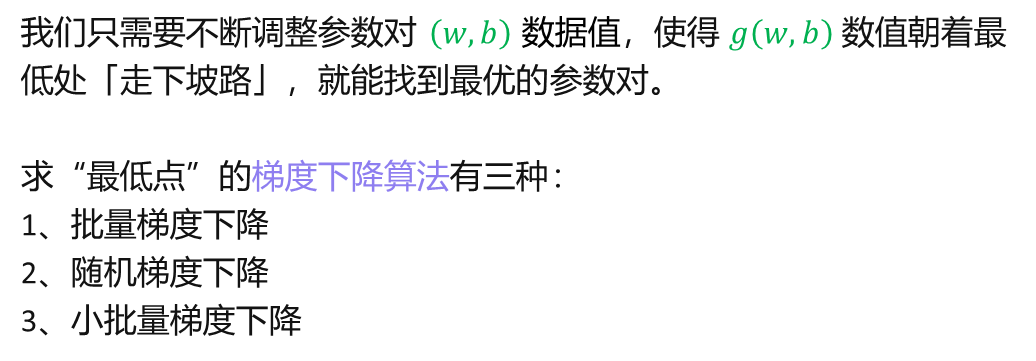 我们只需要不断调整参数对 (w,b) 数据值，使得 g(w,b) 数值朝着最
低处「走下坡路」，就能找到最优的参数对。
求“最低点”的梯度下降算法有三种：
1、批量梯度下降
2、随机梯度下降
3、小批量梯度下降